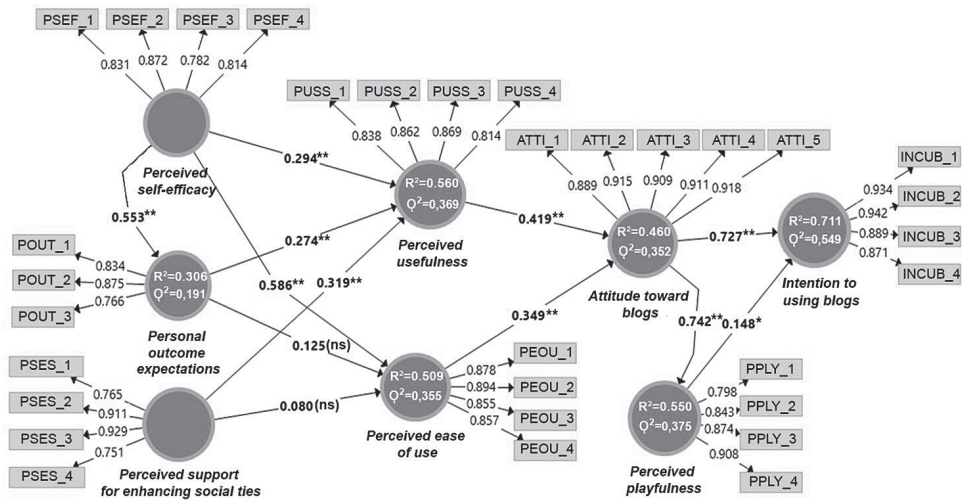 PSEF_1 PSEF_2 PSEF_3 PSEF_4
0.831 0.872 0.782 0.814
Perceived
self-efficacy
PUSS_1 PUSS_2 PUSS_3 PUSS_4
0.838 0.862 0.869 0.814
R²=0.560
Q²=0,369
Perceived
usefulness
ATTI_1 ATTI_2 ATTI_3 ATTI_4 ATTI_5
0.889 0.915 0.909 0.911 0.918
R²=0.460
Q²=0,352
Attitude toward
blogs
INCUB_1
INCUB_2
INCUB_3
INCUB_4
0.934
0.942
0.889
0.871
R²=0.711
Q²=0,549
Intention to
using blogs
0.294**
0.553**
0.274**
0.586**
0.319**
0.419**
0.727**
0.349**
0.742**
0.148*
0.125(ns)
0.080(ns)
POUT_1
POUT_2
POUT_3
0.834
0.875
0.766
R²=0.306
Q²=0,191
Personal
outcome
expectations
PSES_1
PSES_2
PSES_3
PSES_4
0.765
0.911
0.929
0.751
Perceived support
for enhancing social ties
R²=0.509
Q²=0,355
Perceived ease
of use
0.878
0.894
0.855
0.857
PEOU_1
PEOU_2
PEOU_3
PEOU_4
R²=0.550
Q²=0,375
Perceived
playfulness
0.798
0.843
0.874
0.908
PPLY_1
PPLY_2
PPLY_3
PPLY_4